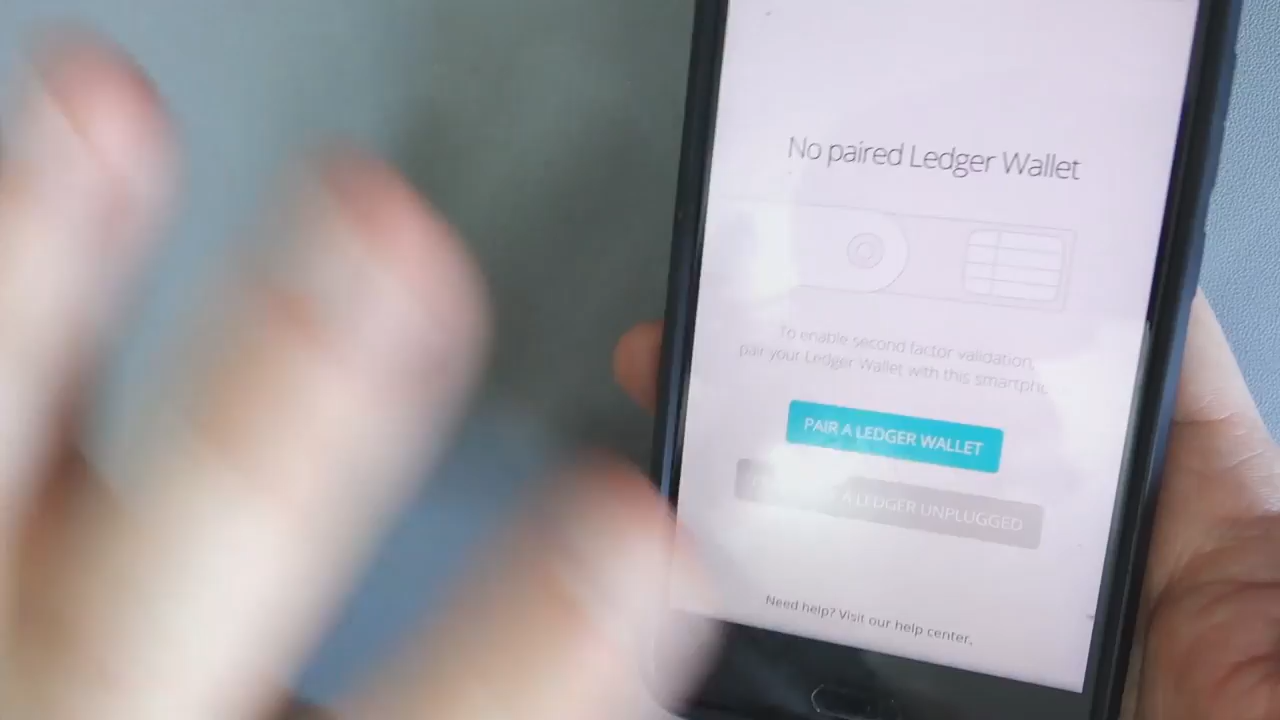 No paired Ledger Wallet
To enable second factor validation,
pair your Ledger Wallet with this
PAIR A LEDGER WALLET
A LEDGER UNPLUGGED
Need help? Visit our help center.